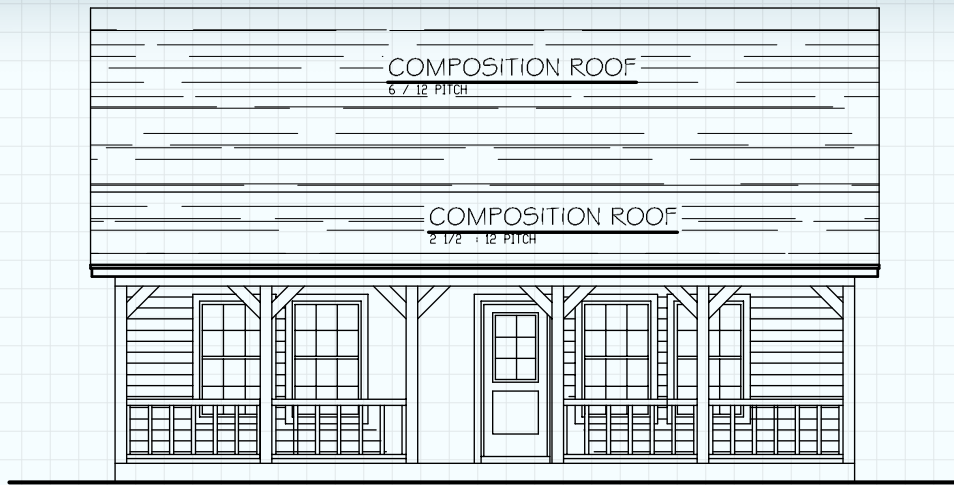 COMPOSITION ROOF
6 / 12 PITCH
COMPOSITION ROOF
2 1/2 : 12 PITCH